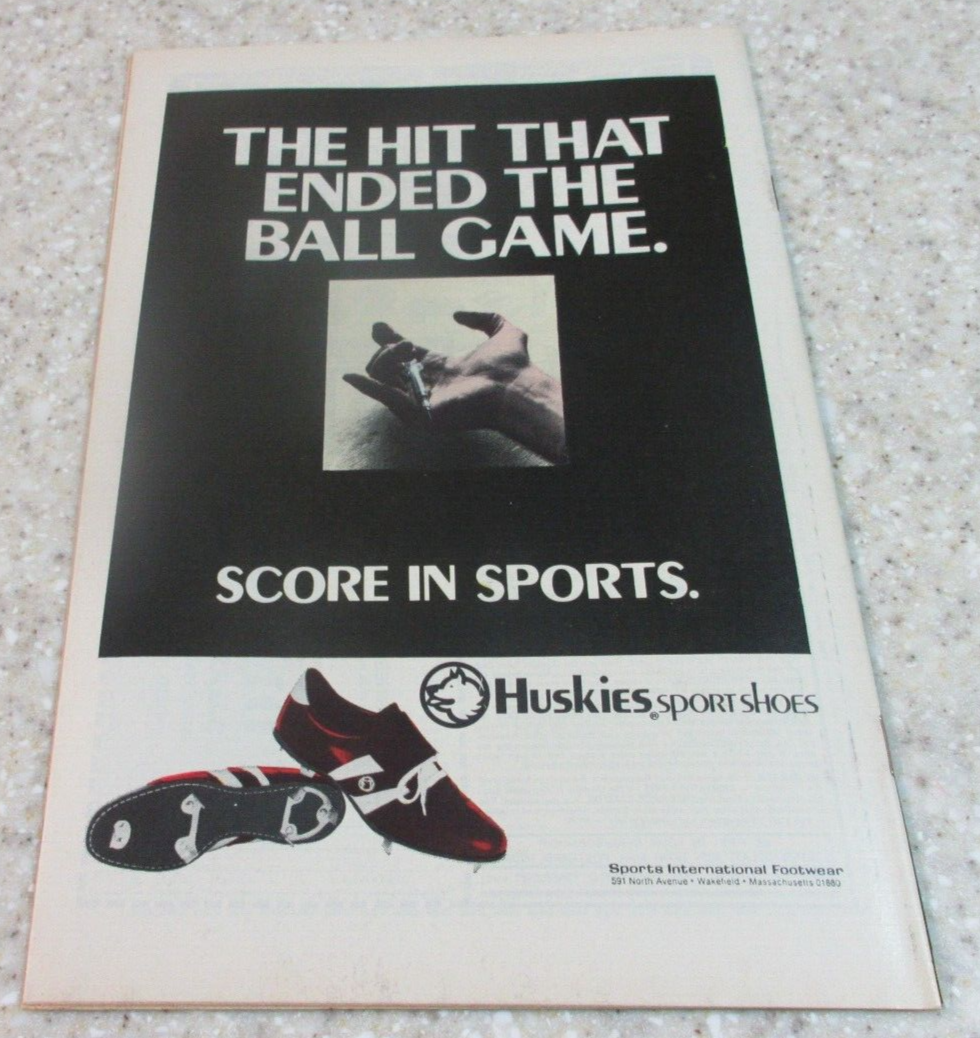 THE HIT THAT
ENDED THE
BALL GAME.
SCORE IN SPORTS.
Huskies® SPORT SHOES
Sports International Footwear
591 North Avenue • Wakefield • Massachusetts 01880